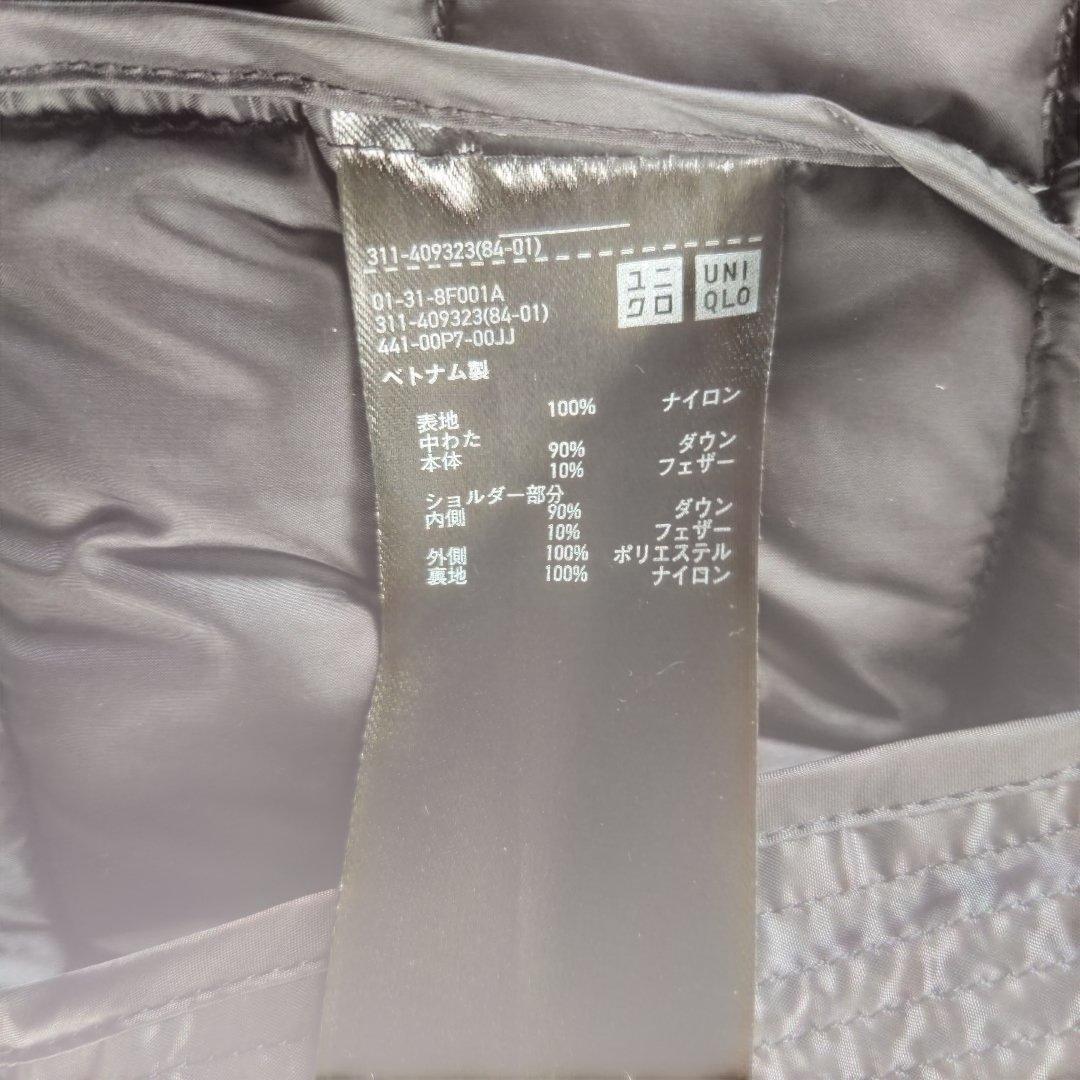 311-409323(84-01)
ユニ
クロ
UNI
QLO
01-31-8F001A
311-409323(84-01)
441-00P7-00JJ
ベトナム製
表地 100% ナイロン
中わた
本体 90% ダウン
10% フェザー
ショルダー部分
内側 90% ダウン
10% フェザー
外側 100% ポリエステル
裏地 100% ナイロン